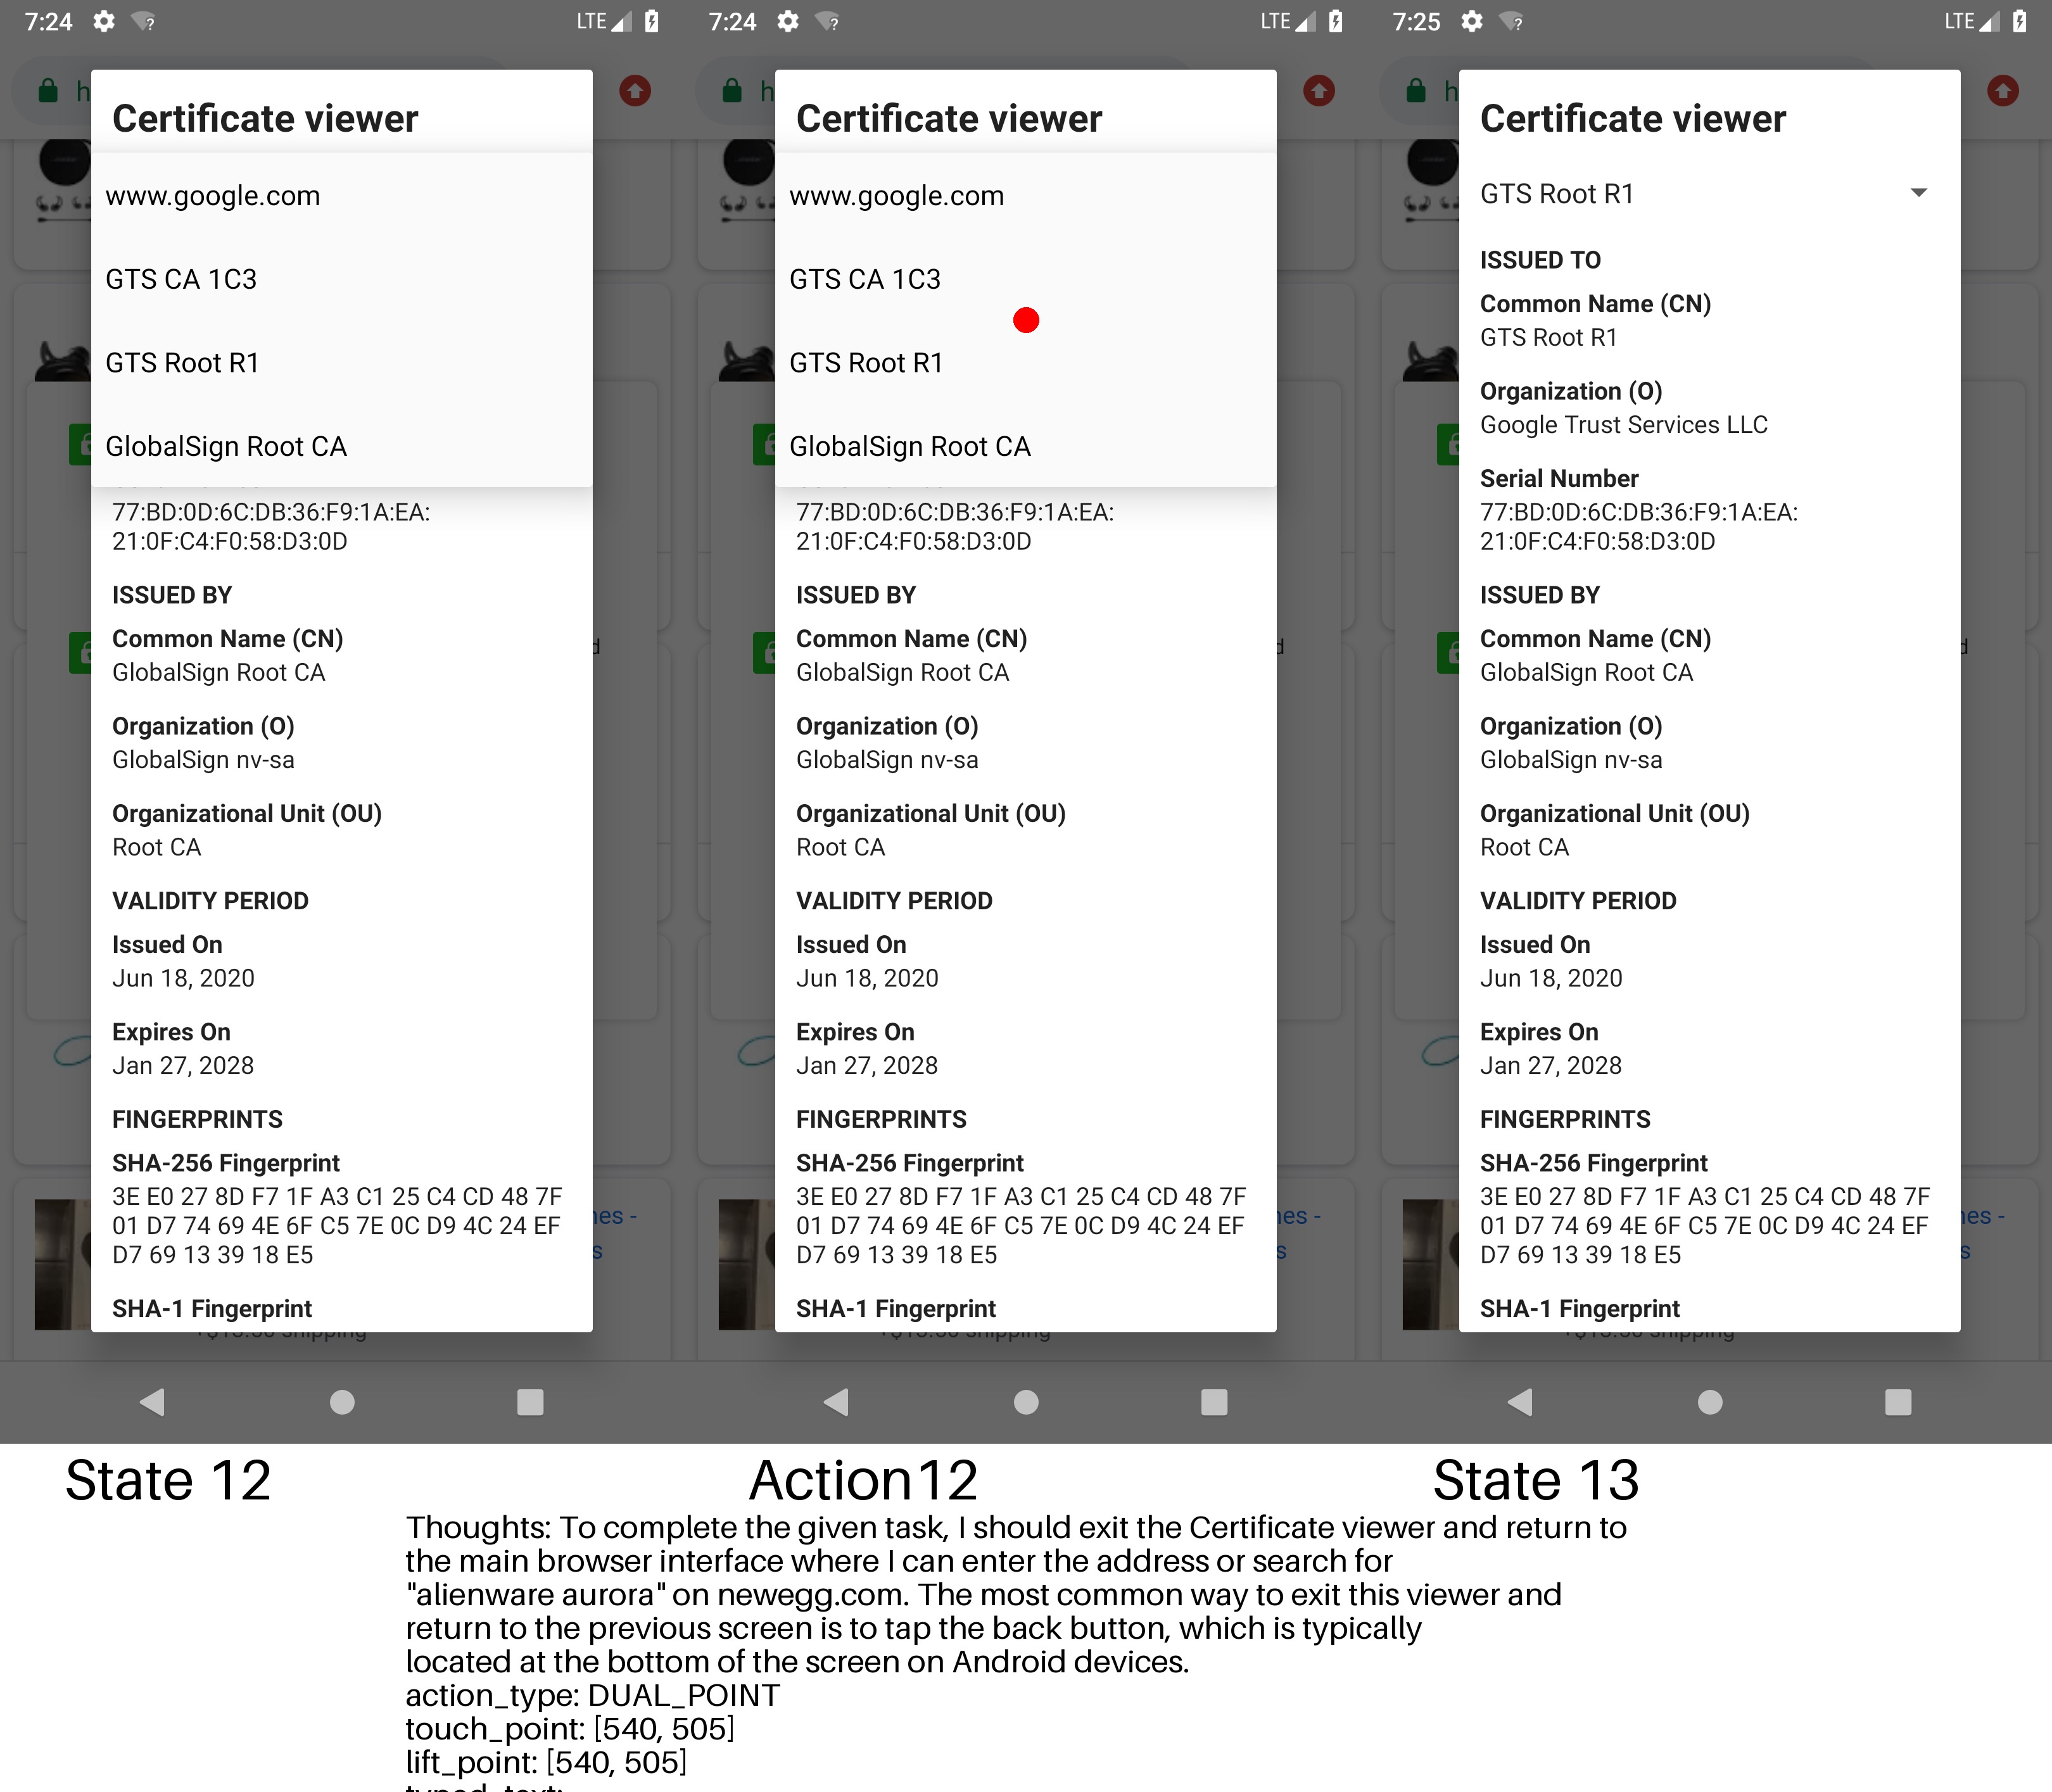 7:24
LTE
h
Certificate viewer
www.google.com
GTS CA 1C3
GTS Root R1
GlobalSign Root CA
77:BD:0D:6C:DB:36:F9:1A:EA:
21:0F:C4:F0:58:D3:0D
ISSUED BY
Common Name (CN)
GlobalSign Root CA
Organization (O)
GlobalSign nv-sa
Organizational Unit (OU)
Root CA
VALIDITY PERIOD
Issued On
Jun 18, 2020
Expires On
Jan 27, 2028
FINGERPRINTS
SHA-256 Fingerprint
3E E0 27 8D F7 1F A3 C1 25 C4 CD 48 7F
01 D7 74 69 4E 6F C5 7E 0C D9 4C 24 EF
D7 69 13 39 18 E5
SHA-1 Fingerprint
shipping
State 12
7:24
LTE
h
Certificate viewer
www.google.com
GTS CA 1C3
GTS Root R1
GlobalSign Root CA
77:BD:0D:6C:DB:36:F9:1A:EA:
21:0F:C4:F0:58:D3:0D
ISSUED BY
Common Name (CN)
GlobalSign Root CA
Organization (O)
GlobalSign nv-sa
Organizational Unit (OU)
Root CA
VALIDITY PERIOD
Issued On
Jun 18, 2020
Expires On
Jan 27, 2028
FINGERPRINTS
SHA-256 Fingerprint
3E E0 27 8D F7 1F A3 C1 25 C4 CD 48 7F
01 D7 74 69 4E 6F C5 7E 0C D9 4C 24 EF
D7 69 13 39 18 E5
SHA-1 Fingerprint
shipping
Action12
7:25
LTE
h
Certificate viewer
GTS Root R1
ISSUED TO
Common Name (CN)
GTS Root R1
Organization (O)
Google Trust Services LLC
Serial Number
77:BD:0D:6C:DB:36:F9:1A:EA:
21:0F:C4:F0:58:D3:0D
ISSUED BY
Common Name (CN)
GlobalSign Root CA
Organization (O)
GlobalSign nv-sa
Organizational Unit (OU)
Root CA
VALIDITY PERIOD
Issued On
Jun 18, 2020
Expires On
Jan 27, 2028
FINGERPRINTS
SHA-256 Fingerprint
3E E0 27 8D F7 1F A3 C1 25 C4 CD 48 7F
01 D7 74 69 4E 6F C5 7E 0C D9 4C 24 EF
D7 69 13 39 18 E5
SHA-1 Fingerprint
shipping
State 13
Thoughts: To complete the given task, I should exit the Certificate viewer and return to
the main browser interface where I can enter the address or search for
"alienware aurora" on newegg.com. The most common way to exit this viewer and
return to the previous screen is to tap the back button, which is typically
located at the bottom of the screen on Android devices.
action_type: DUAL_POINT
touch_point: [540, 505]
lift_point: [540, 505]
typed_text: